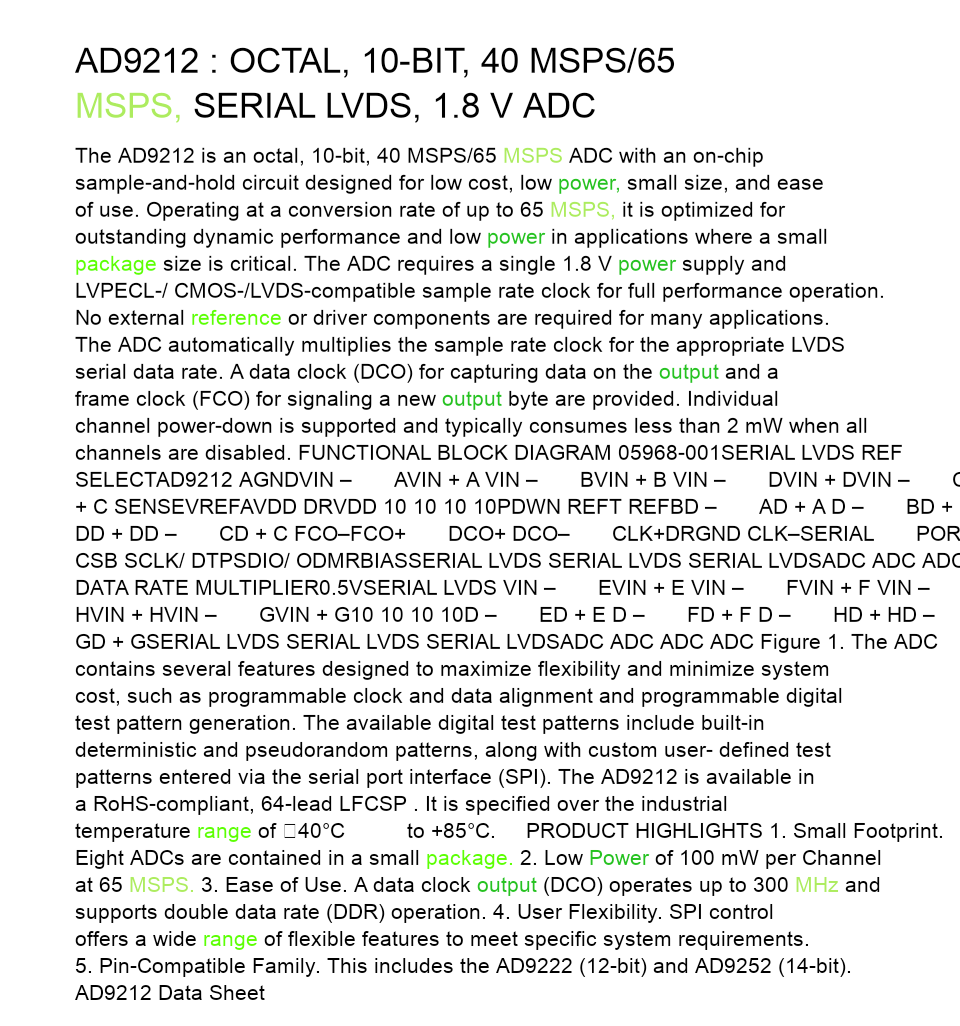 AD9212 : OCTAL, 10-BIT, 40 MSPS/65
MSPS, SERIAL LVDS, 1.8 V ADC
The AD9212 is an octal, 10-bit, 40 MSPS/65 MSPS ADC with an on-chip
sample-and-hold circuit designed for low cost, low power, small size, and ease
of use. Operating at a conversion rate of up to 65 MSPS, it is optimized for
outstanding dynamic performance and low power in applications where a small
package size is critical. The ADC requires a single 1.8 V power supply and
LVPECL-/ CMOS-/LVDS-compatible sample rate clock for full performance operation.
No external reference or driver components are required for many applications.
The ADC automatically multiplies the sample rate clock for the appropriate LVDS
serial data rate. A data clock (DCO) for capturing data on the output and a
frame clock (FCO) for signaling a new output byte are provided. Individual
channel power-down is supported and typically consumes less than 2 mW when all
channels are disabled. FUNCTIONAL BLOCK DIAGRAM 05968-001SERIAL LVDS REF
SELECTAD9212 AGNDVIN – AVIN + A VIN – BVIN + B VIN – DVIN + DVIN –
+ C SENSEVREFAVDD DRVDD 10 10 10 10PDWN REFT REFBD – AD + A D – BD +
DD + DD – CD + C FCO–FCO+ DCO+ DCO– CLK+DRGND CLK–SERIAL POR
CSB SCLK/ DTPSDIO/ ODMRBIASSERIAL LVDS SERIAL LVDS SERIAL LVDSADC ADC ADC
DATA RATE MULTIPLIER0.5VSERIAL LVDS VIN – EVIN + E VIN – FVIN + F VIN –
HVIN + HVIN – GVIN + G10 10 10 10D – ED + E D – FD + F D – HD + HD –
GD + GSERIAL LVDS SERIAL LVDS SERIAL LVDSADC ADC ADC ADC Figure 1. The ADC
contains several features designed to maximize flexibility and minimize system
cost, such as programmable clock and data alignment and programmable digital
test pattern generation. The available digital test patterns include built-in
deterministic and pseudorandom patterns, along with custom user- defined test
patterns entered via the serial port interface (SPI). The AD9212 is available in
a RoHS-compliant, 64-lead LFCSP . It is specified over the industrial
temperature range of 40°C to +85°C. PRODUCT HIGHLIGHTS 1. Small Footprint.
Eight ADCs are contained in a small package. 2. Low Power of 100 mW per Channel
at 65 MSPS. 3. Ease of Use. A data clock output (DCO) operates up to 300 MHz and
supports double data rate (DDR) operation. 4. User Flexibility. SPI control
offers a wide range of flexible features to meet specific system requirements.
5. Pin-Compatible Family. This includes the AD9222 (12-bit) and AD9252 (14-bit).
AD9212 Data Sheet